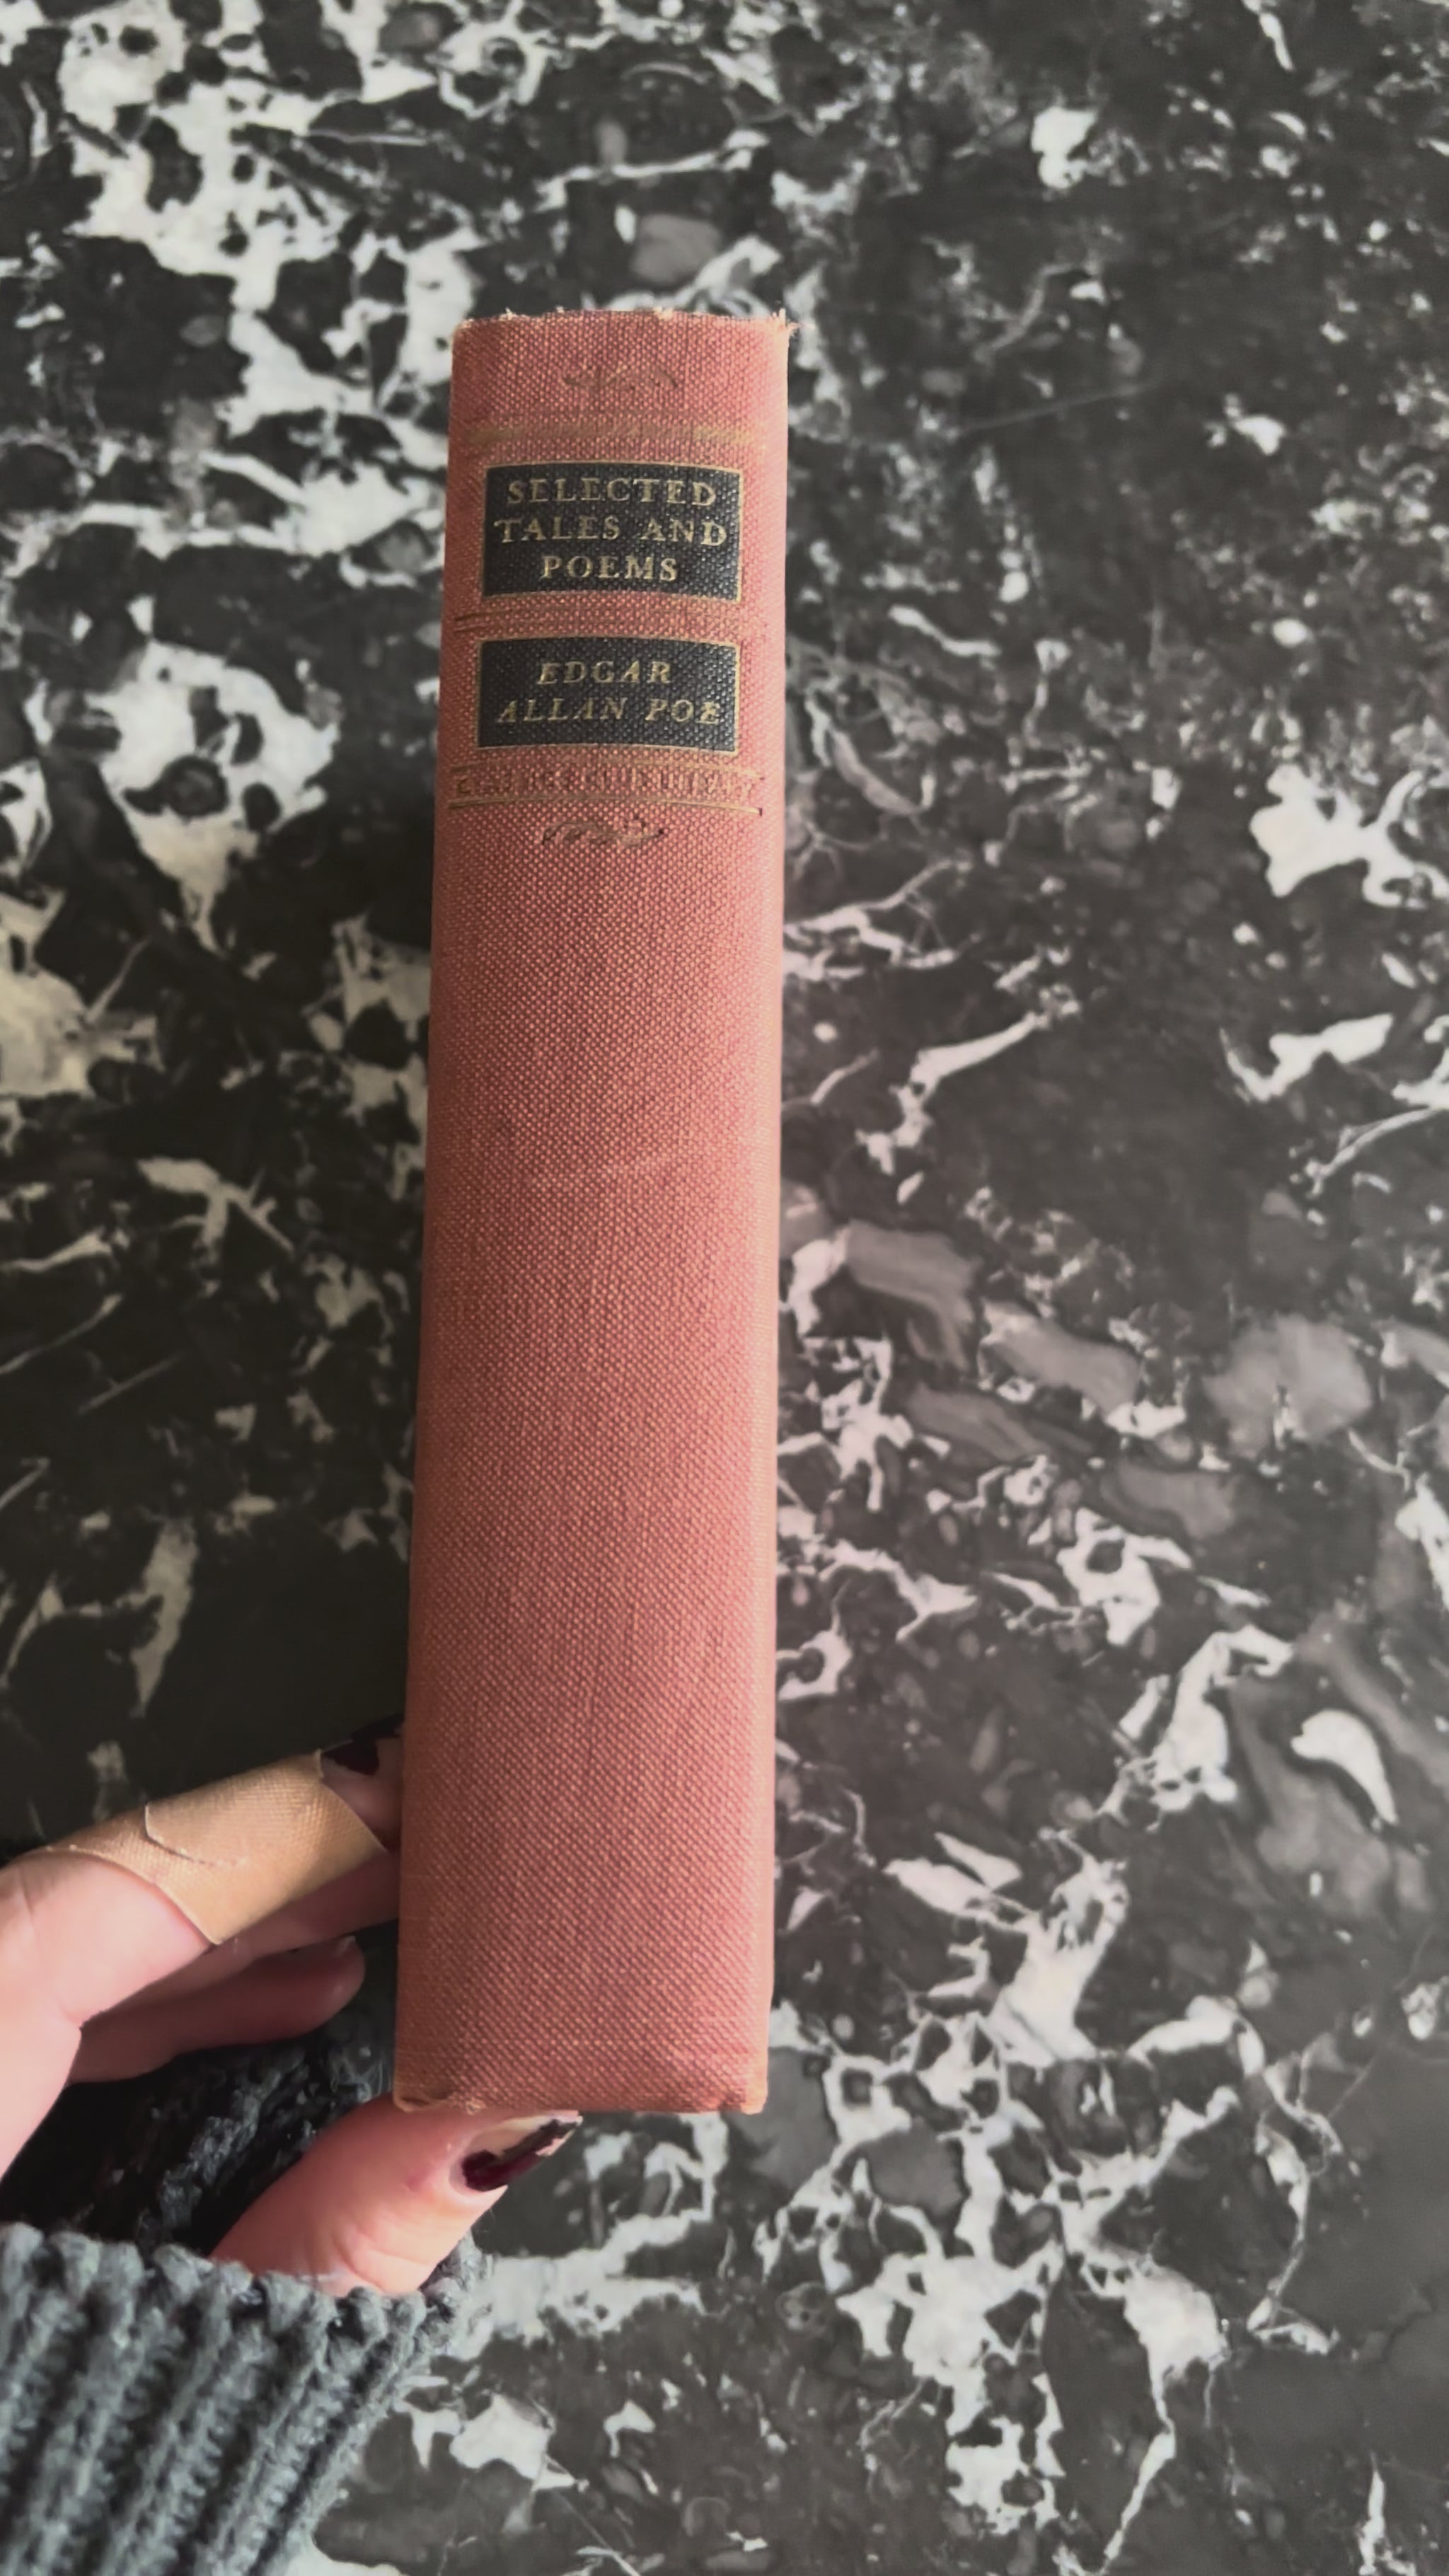 SELECTED
TALES AND
POEMS
EDGAR
ALLAN POE